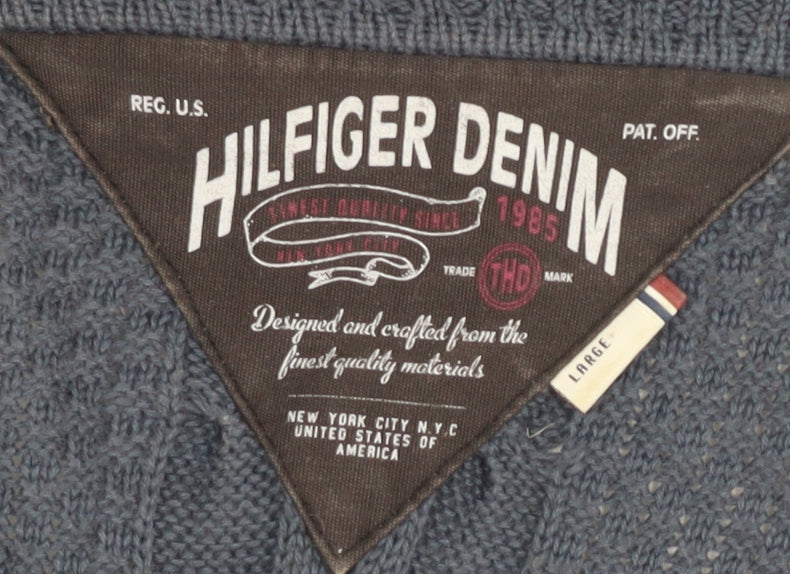 REG. U.S.
PAT. OFF.
HILFIGER DENIM
FINEST QUALITY SINCE 1985
NEW YORK CITY
TRADE THD MARK
Designed and crafted from the
finest quality materials
NEW YORK CITY N.Y.C
UNITED STATES OF
AMERICA
LARGE